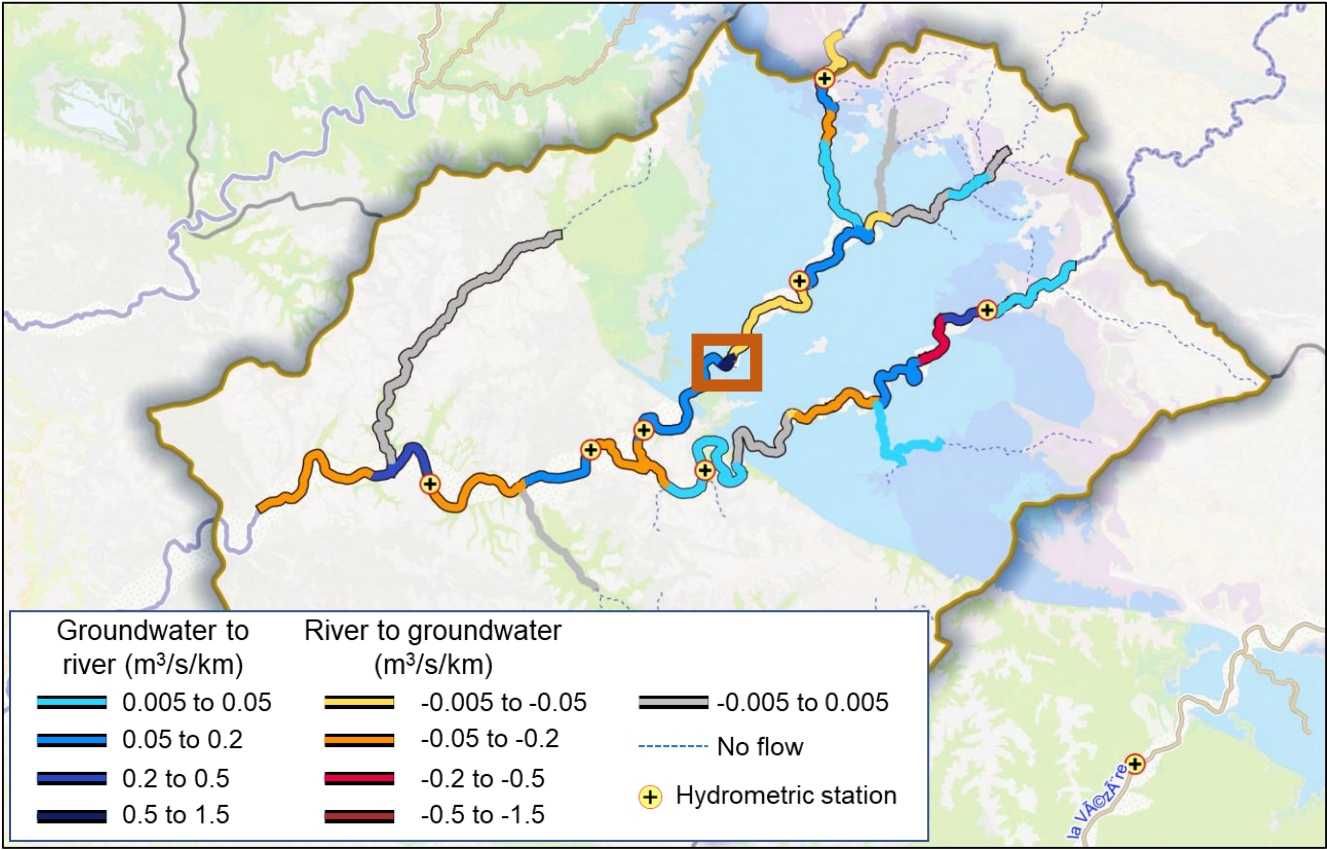 Groundwater to
river (m³/s/km)
0.005 to 0.05
0.05 to 0.2
0.2 to 0.5
0.5 to 1.5
River to groundwater
(m³/s/km)
-0.005 to -0.05
-0.05 to -0.2
-0.2 to -0.5
-0.5 to -1.5
-0.005 to 0.005
No flow
Hydrometric station
la VÃ©zÃ¨re